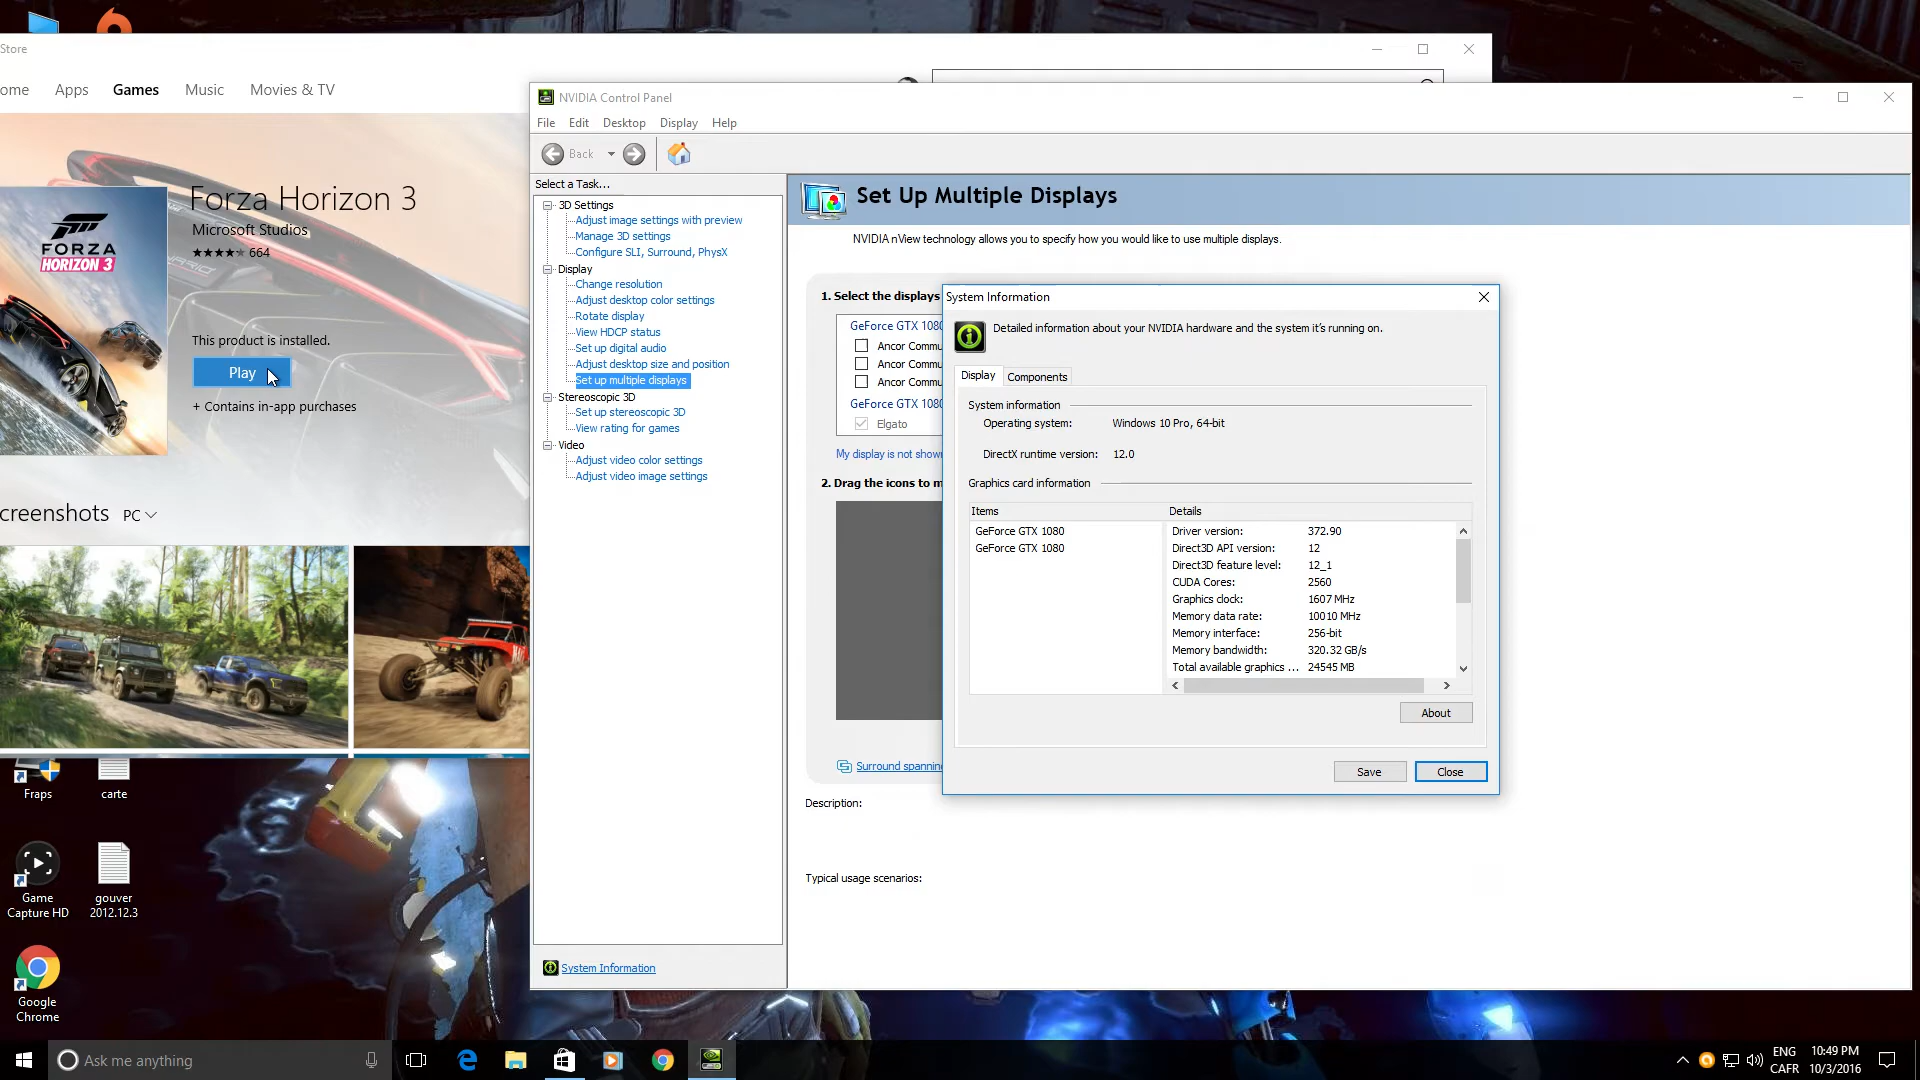 Store
ome Apps Games Music Movies & TV
Forza Horizon 3
Microsoft Studios
★★★★★ 664
FORZA
HORIZON 3
This product is installed.
Play
+ Contains in-app purchases
creenshots PC
Fraps
carte
Game
Capture HD
gouver
2012.12.3
Google
Chrome
NVIDIA Control Panel
File Edit Desktop Display Help
Back
Select a Task...
3D Settings
Adjust image settings with preview
Manage 3D settings
Configure SLI, Surround, PhysX
Display
Change resolution
Adjust desktop color settings
Rotate display
View HDCP status
Set up digital audio
Adjust desktop size and position
Set up multiple displays
Stereoscopic 3D
Set up stereoscopic 3D
View rating for games
Video
Adjust video color settings
Adjust video image settings
System Information
Set Up Multiple Displays
NVIDIA nView technology allows you to specify how you would like to use multiple displays.
1. Select the displays
GeForce GTX 1080
Ancor Commu
Ancor Commu
Ancor Commu
GeForce GTX 1080
Elgato
My display is not shown
2. Drag the icons to m
Surround spanning
Description:
Typical usage scenarios:
System Information
Detailed information about your NVIDIA hardware and the system it's running on.
Display Components
System information
Operating system: Windows 10 Pro, 64-bit
DirectX runtime version: 12.0
Graphics card information
Items Details
GeForce GTX 1080
GeForce GTX 1080
Driver version: 372.90
Direct3D API version: 12
Direct3D feature level: 12_1
CUDA Cores: 2560
Graphics clock: 1607 MHz
Memory data rate: 10010 MHz
Memory interface: 256-bit
Memory bandwidth: 320.32 GB/s
Total available graphics ... 24545 MB
About
Save Close
Ask me anything
ENG
CAFR
10:49 PM
10/3/2016